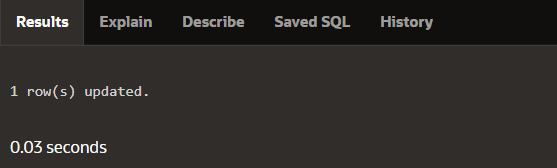 Results Explain Describe Saved SQL History
1 row(s) updated.
0.03 seconds